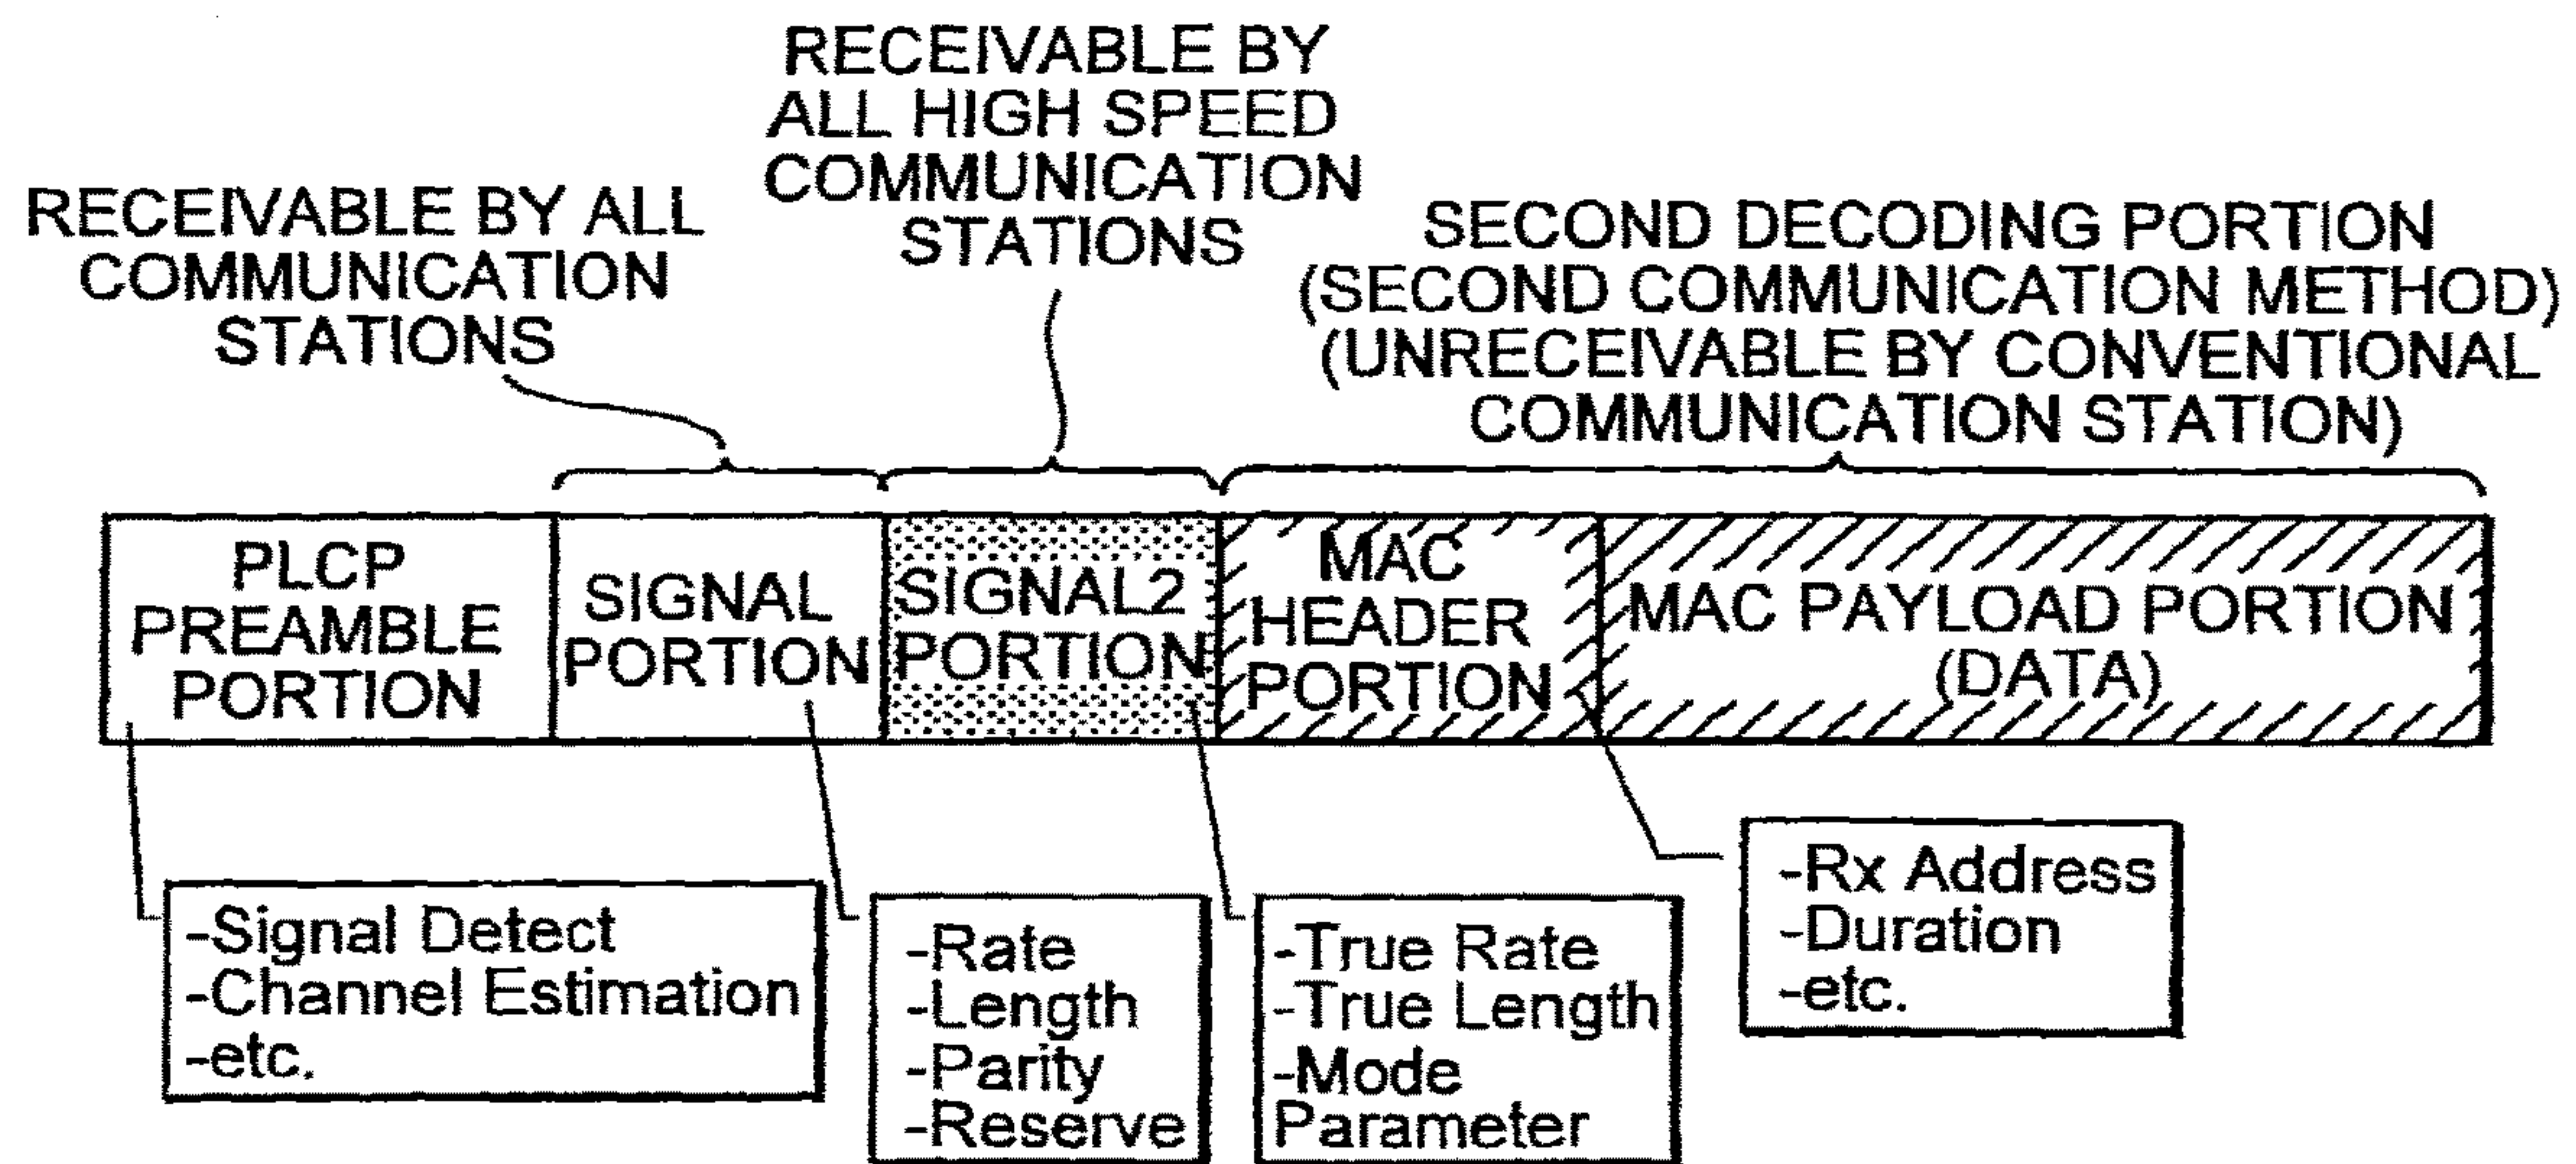 RECEIVABLE BY ALL
COMMUNICATION
STATIONS
RECEIVABLE BY
ALL HIGH SPEED
COMMUNICATION
STATIONS
SECOND DECODING PORTION
(SECOND COMMUNICATION METHOD)
(UNRECEIVABLE BY CONVENTIONAL
COMMUNICATION STATION)
PLCP
PREAMBLE
PORTION
SIGNAL
PORTION
SIGNAL2
PORTION
MAC
HEADER
PORTION
MAC PAYLOAD PORTION
(DATA)
-Signal Detect
-Channel Estimation
-etc.
-Rate
-Length
-Parity
-Reserve
-True Rate
-True Length
-Mode
Parameter
-Rx Address
-Duration
-etc.